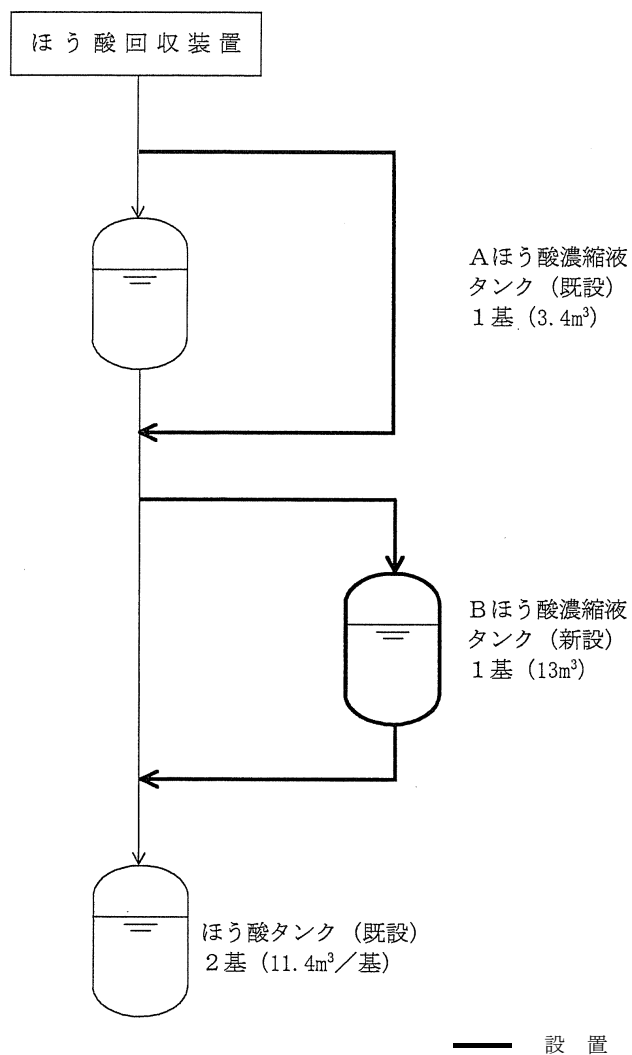 ほう酸回収装置
Aほう酸濃縮液
タンク（既設）
1基（3.4m³）
Bほう酸濃縮液
タンク（新設）
1基（13m³）
ほう酸タンク（既設）
2基（11.4m³／基）
設 置